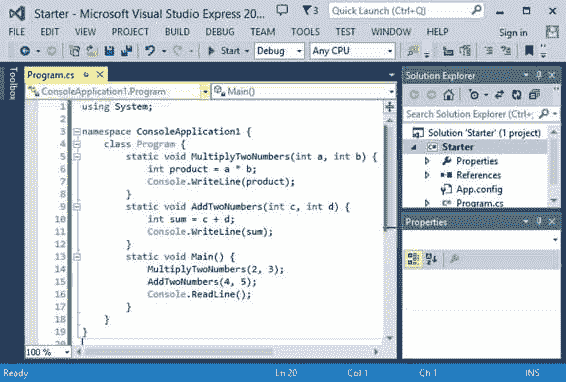 Starter - Microsoft Visual Studio Express 20...
3
Quick Launch (Ctrl+Q)
FILE EDIT VIEW PROJECT BUILD DEBUG TEAM TOOLS TEST WINDOW HELP Sign in
Start Debug Any CPU
Toolbox
Program.cs
ConsoleApplication1.Program Main()
1 using System;
2
3 namespace ConsoleApplication1 {
4 class Program {
5 static void MultiplyTwoNumbers(int a, int b) {
6 int product = a * b;
7 Console.WriteLine(product);
8 }
9 static void AddTwoNumbers(int c, int d) {
10 int sum = c + d;
11 Console.WriteLine(sum);
12 }
13 static void Main() {
14 MultiplyTwoNumbers(2, 3);
15 AddTwoNumbers(4, 5);
16 Console.ReadLine();
17 }
18 }
19 }
20
100 %
Solution Explorer
Search Solution Explorer (Ctrl+;)
Solution 'Starter' (1 project)
C# Starter
Properties
References
App.config
C# Program.cs
Properties
Ready Ln 20 Col 1 Ch 1 INS